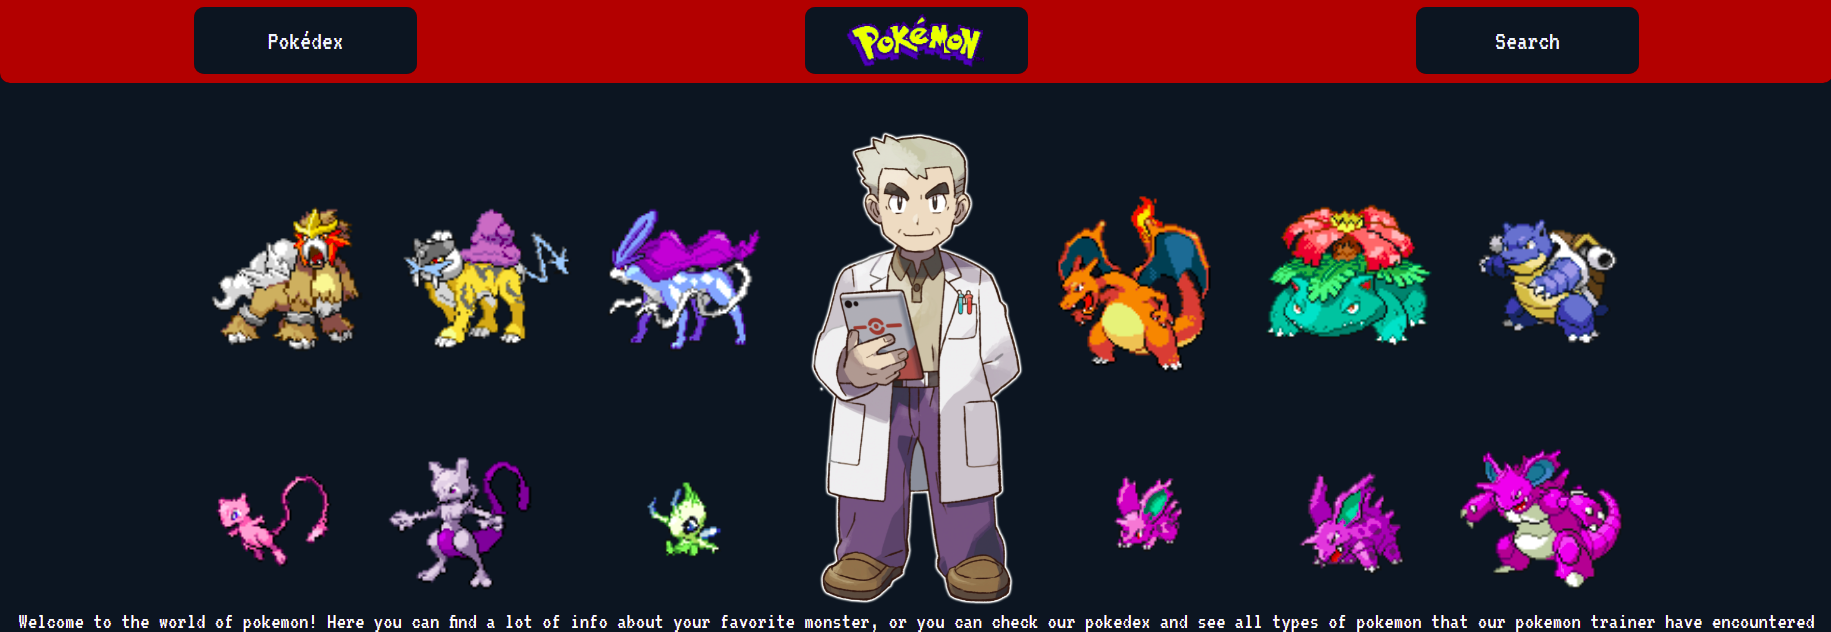 Pokédex
POKéMON
Search
Welcome to the world of pokemon! Here you can find a lot of info about your favorite monster, or you can check our pokedex and see all types of pokemon that our pokemon trainer have encountered